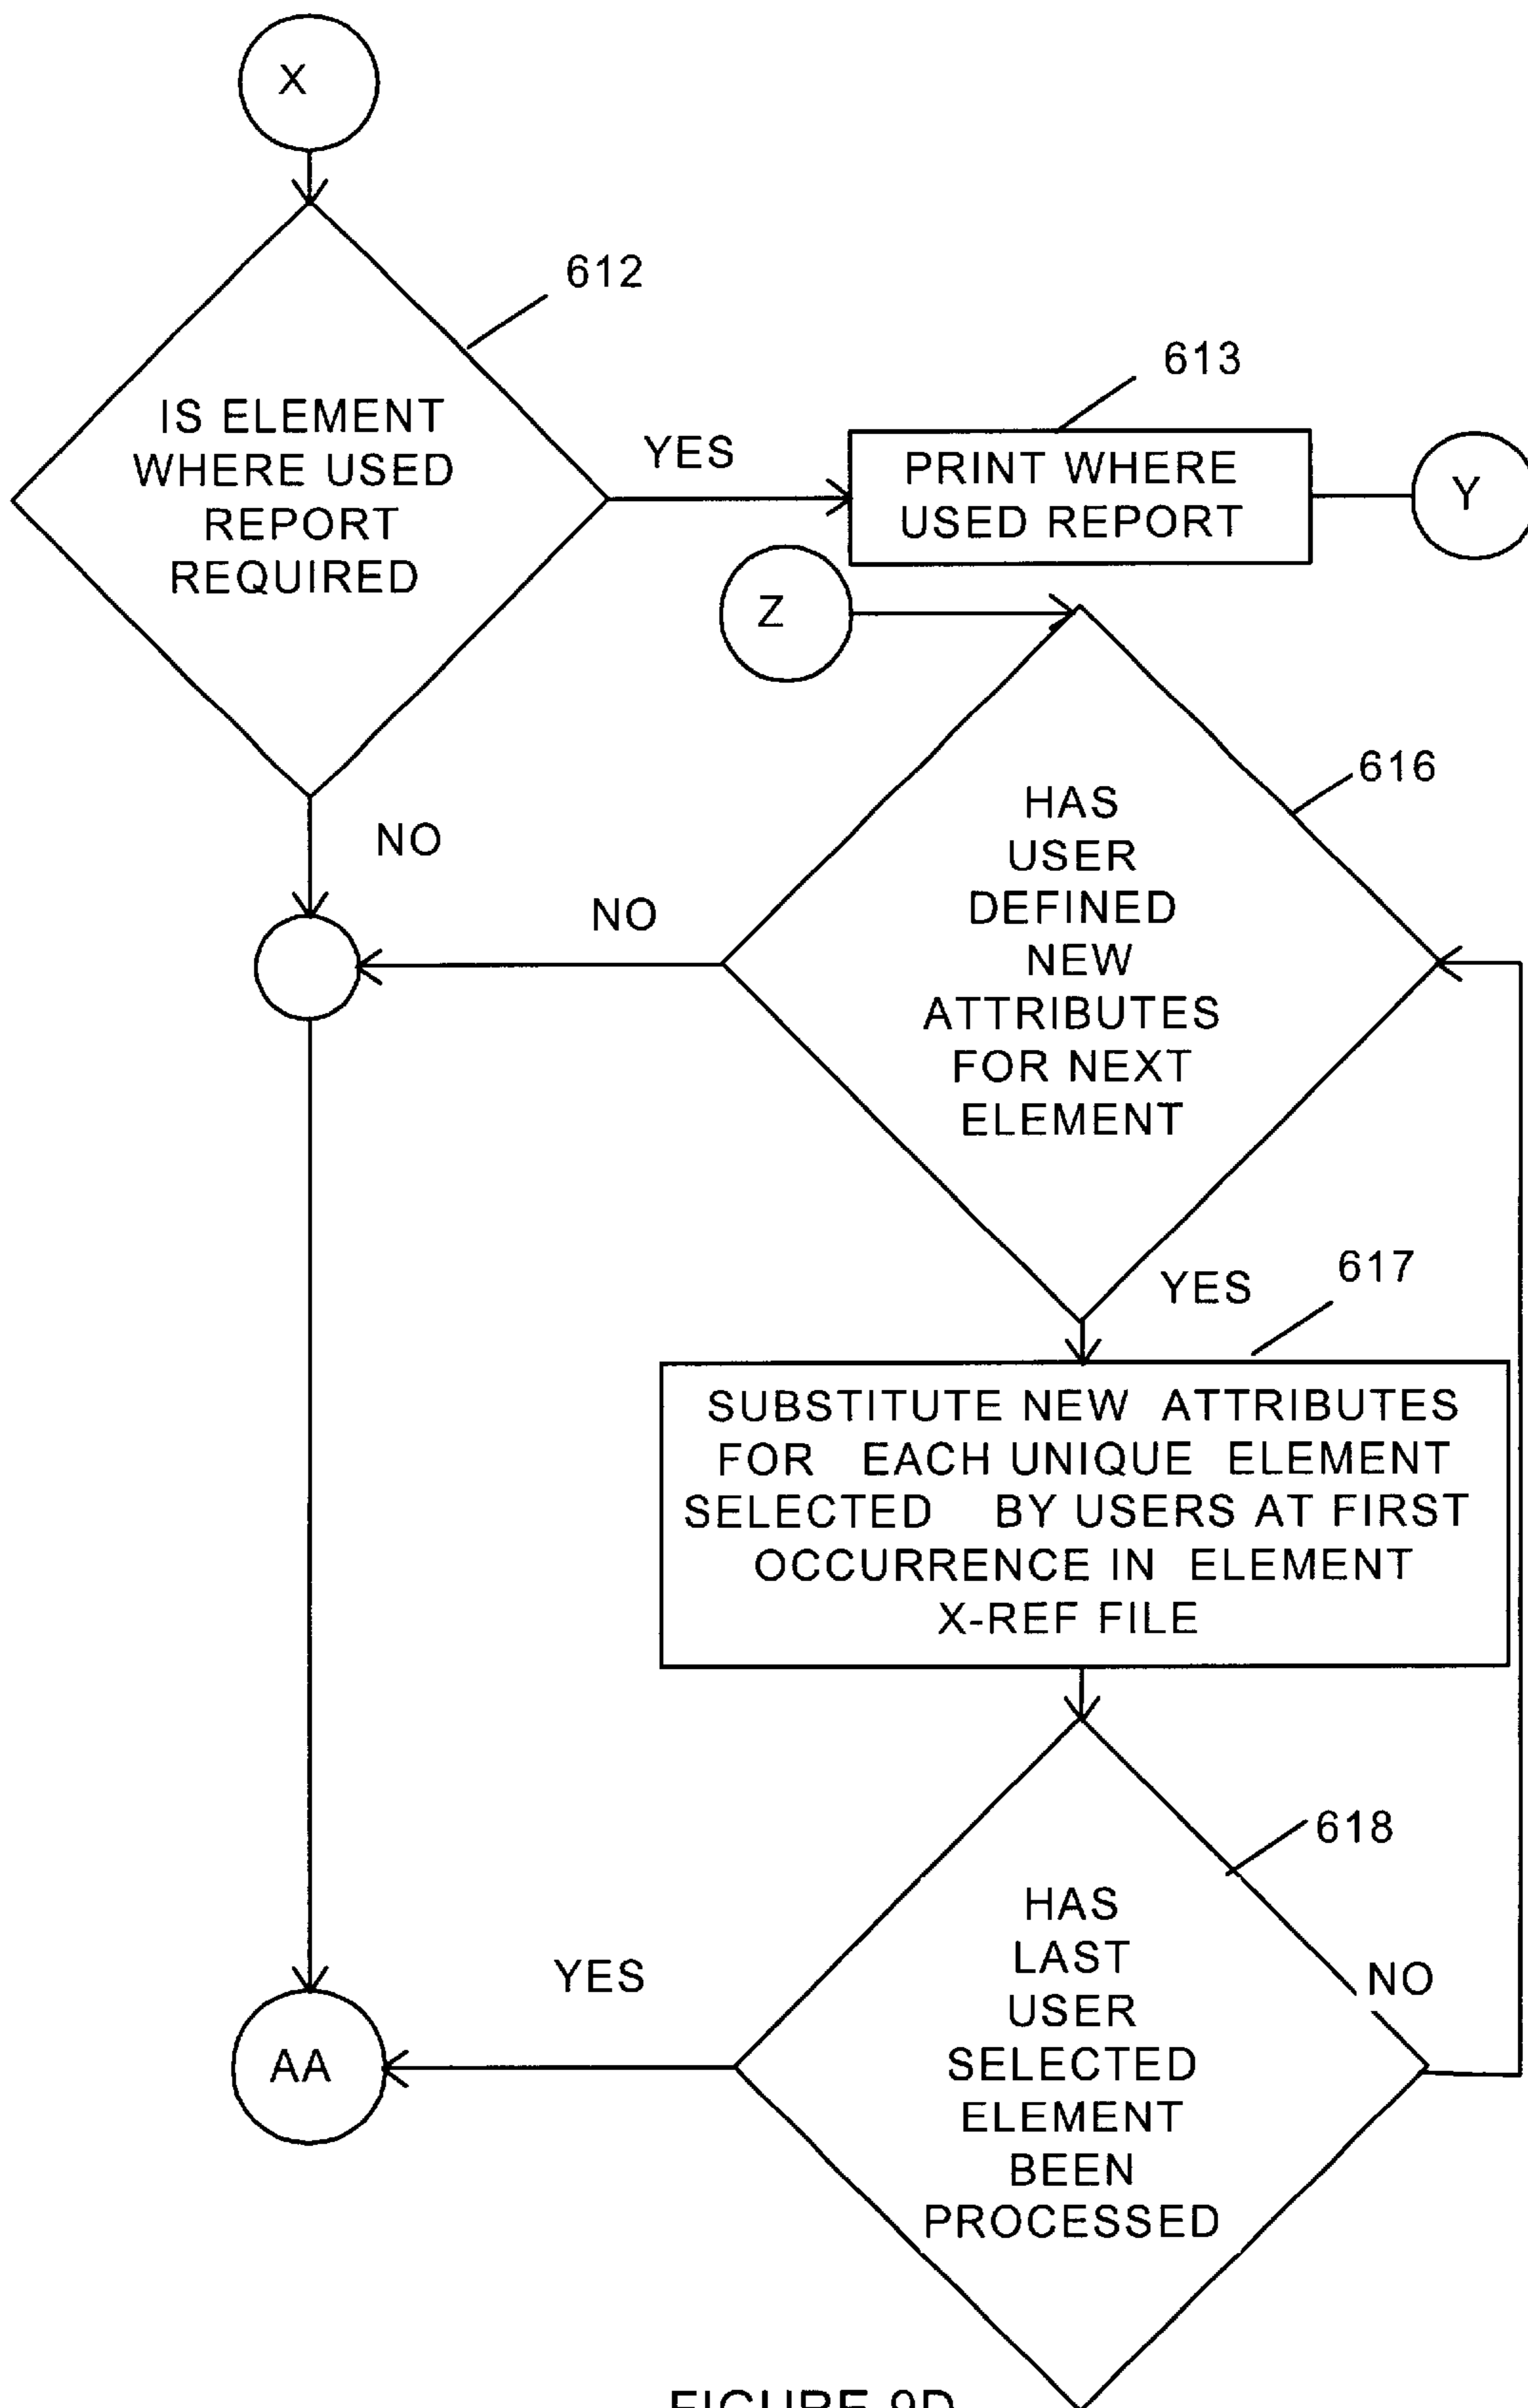 X
612
IS ELEMENT
WHERE USED
REPORT
REQUIRED
YES
613
PRINT WHERE
USED REPORT
Y
Z
NO
616
HAS
USER
DEFINED
NEW
ATTRIBUTES
FOR NEXT
ELEMENT
NO
YES
617
SUBSTITUTE NEW ATTRIBUTES
FOR EACH UNIQUE ELEMENT
SELECTED BY USERS AT FIRST
OCCURRENCE IN ELEMENT
X-REF FILE
618
HAS
LAST
USER
SELECTED
ELEMENT
BEEN
PROCESSED
YES
NO
AA
FIGURE 9D